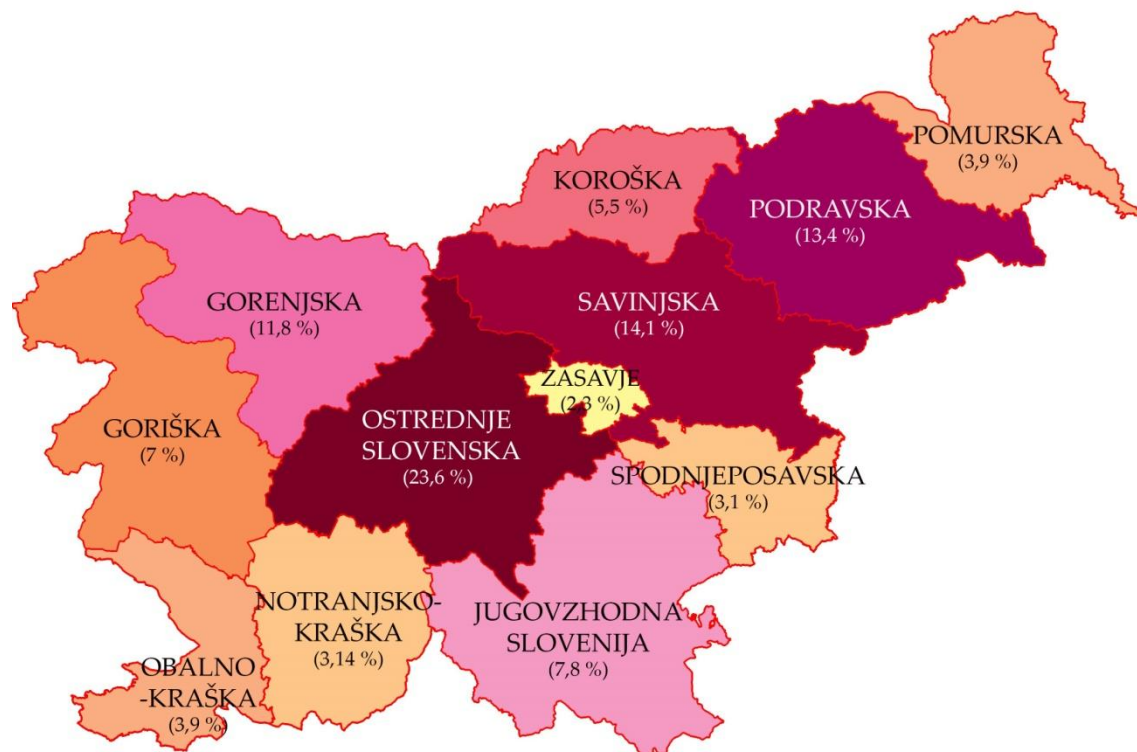 POMURSKA
(3,9 %)
KOROŠKA
(5,5 %)
PODRAVSKA
(13,4 %)
GORENJSKA
(11,8 %)
SAVINJSKA
(14,1 %)
ZASAVJE
(2,3 %)
GORIŠKA
(7 %)
OSTREDNJE
SLOVENSKA
(23,6 %)
SPODNJEPOSAVSKA
(3,1 %)
NOTRANJSKO-
KRAŠKA
(3,14 %)
JUGOVZHODNA
SLOVENIJA
(7,8 %)
OBALNO
-KRAŠKA
(3,9 %)